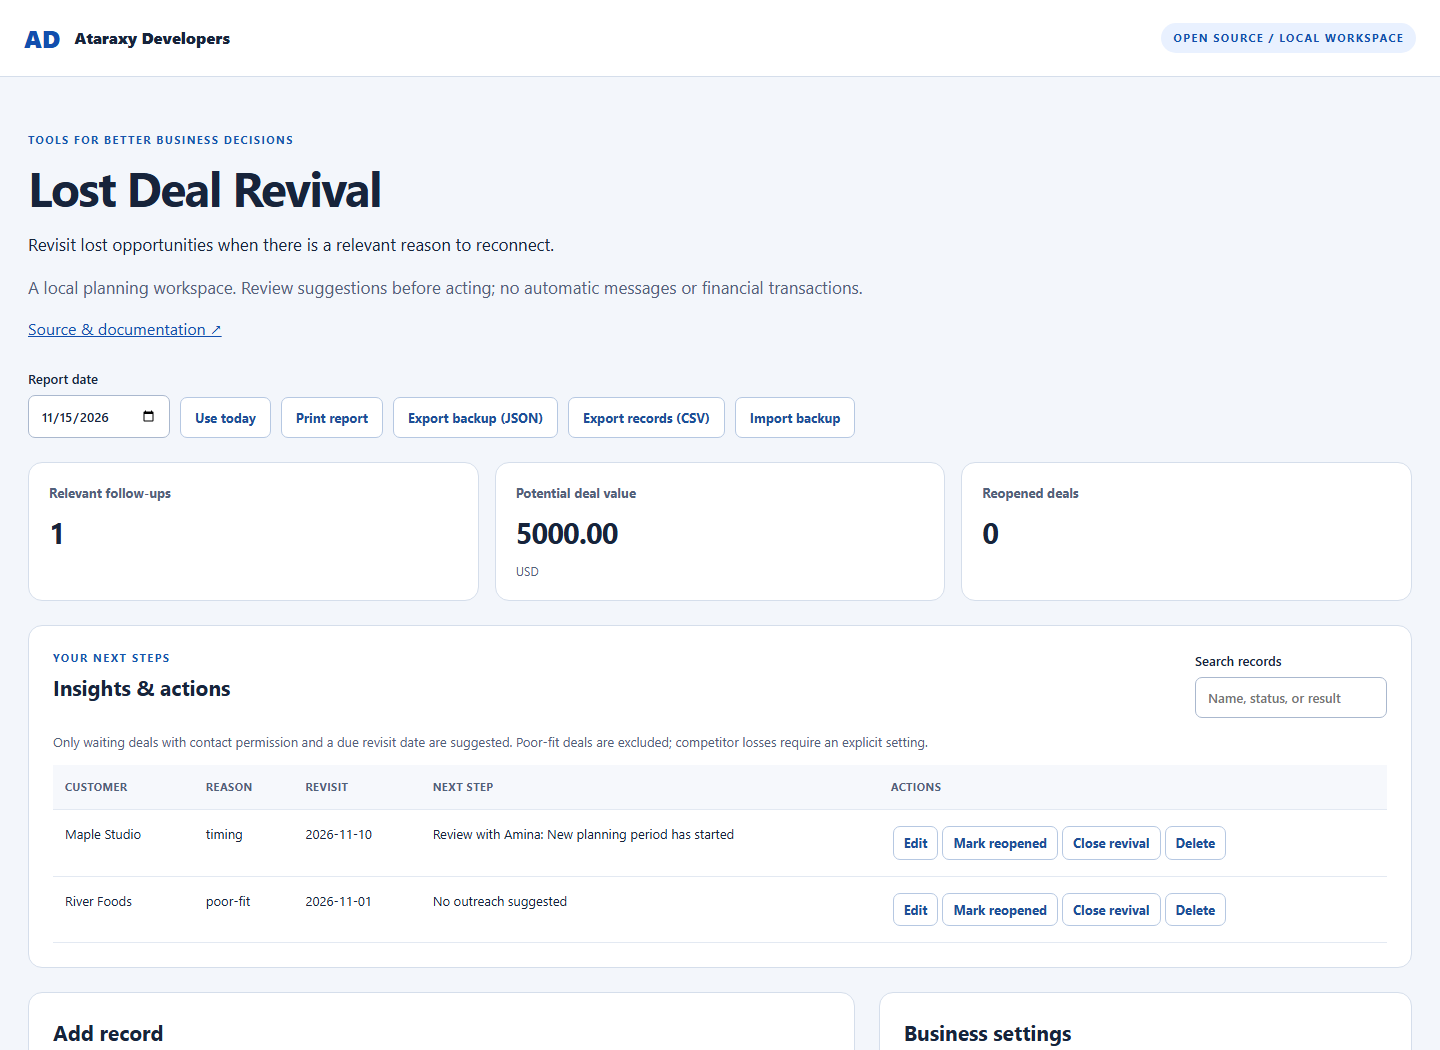 AD Ataraxy Developers
OPEN SOURCE / LOCAL WORKSPACE
TOOLS FOR BETTER BUSINESS DECISIONS
Lost Deal Revival
Revisit lost opportunities when there is a relevant reason to reconnect.
A local planning workspace. Review suggestions before acting; no automatic messages or financial transactions.
Source & documentation ↗
Report date
11/15/2026 Use today Print report Export backup (JSON) Export records (CSV) Import backup
Relevant follow-ups
1
Potential deal value
5000.00
USD
Reopened deals
0
YOUR NEXT STEPS
Insights & actions
Search records
Name, status, or result
Only waiting deals with contact permission and a due revisit date are suggested. Poor-fit deals are excluded; competitor losses require an explicit setting.
CUSTOMER REASON REVISIT NEXT STEP ACTIONS
Maple Studio timing 2026-11-10 Review with Amina: New planning period has started Edit Mark reopened Close revival Delete
River Foods poor-fit 2026-11-01 No outreach suggested Edit Mark reopened Close revival Delete
Add record
Business settings